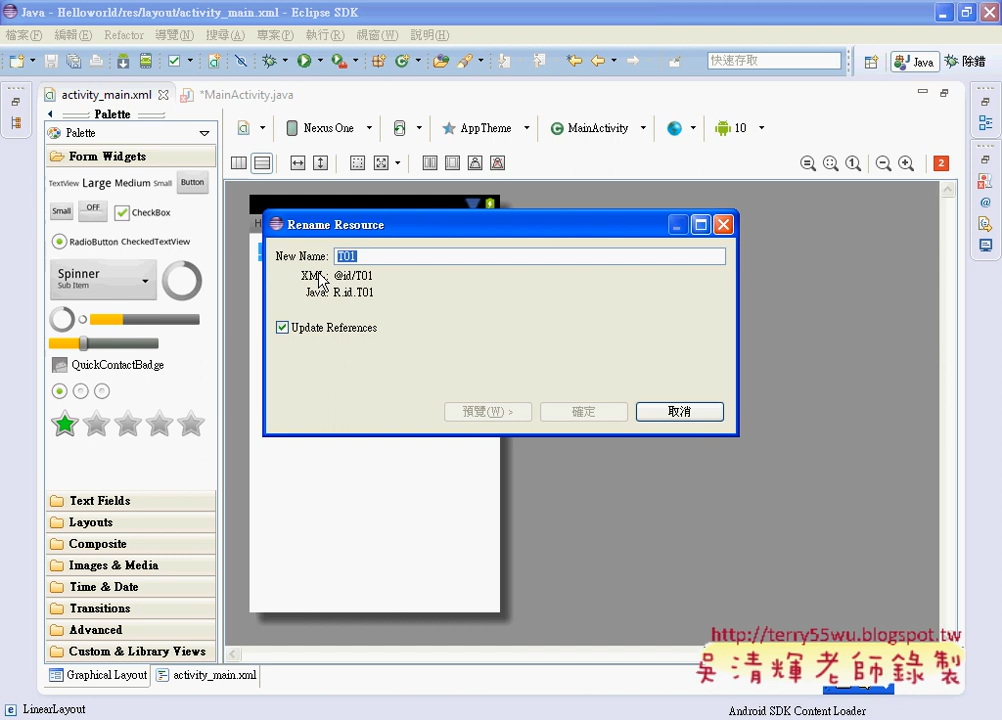 Java - Helloworld/res/layout/activity_main.xml - Eclipse SDK
檔案(F) 編輯(E) Refactor 導覽(N) 搜尋(A) 專案(P) 執行(R) 視窗(W) 說明(H)
快速存取 Java 除錯
activity_main.xml *MainActivity.java
Palette
Palette Nexus One AppTheme MainActivity 10
Form Widgets 2
TextView Large Medium Small Button
Small OFF CheckBox
RadioButton CheckedTextView
Spinner
Sub Item
QuickContactBadge
Text Fields
Layouts
Composite
Images & Media
Time & Date
Transitions
Advanced
Custom & Library Views
Graphical Layout activity_main.xml
Rename Resource
New Name: T01
XML: @id/T01
Java: R.id.T01
Update References
預覽(W) > 確定 取消
http://terry55wu.blogspot.tw
吳清輝老師錄製
LinearLayout Android SDK Content Loader